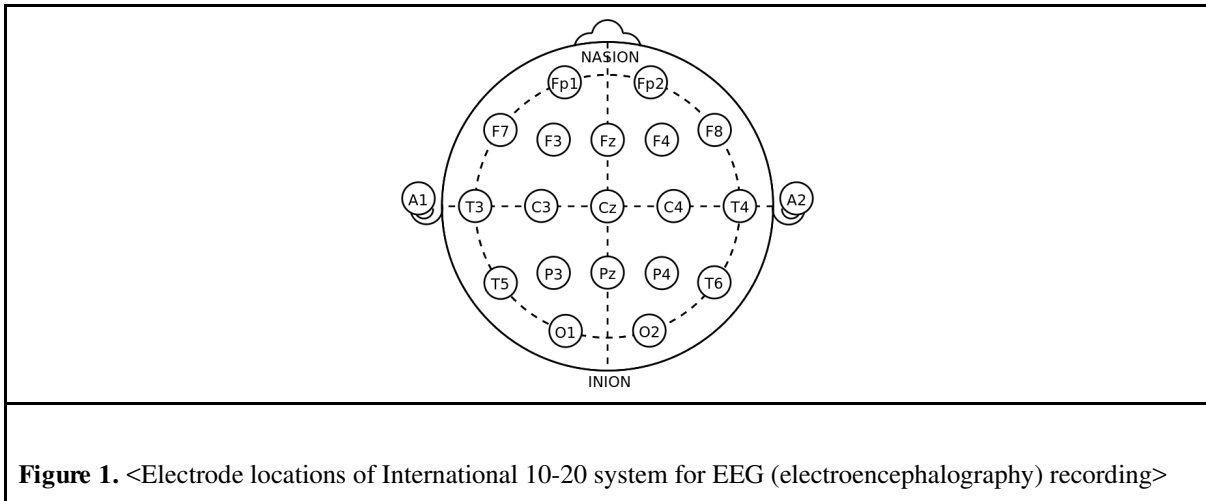 NASION
Fp1 Fp2
F7 F3 Fz F4 F8
A1 T3 C3 Cz C4 T4 A2
T5 P3 Pz P4 T6
O1 O2
INION
Figure 1. <Electrode locations of International 10-20 system for EEG (electroencephalography) recording>